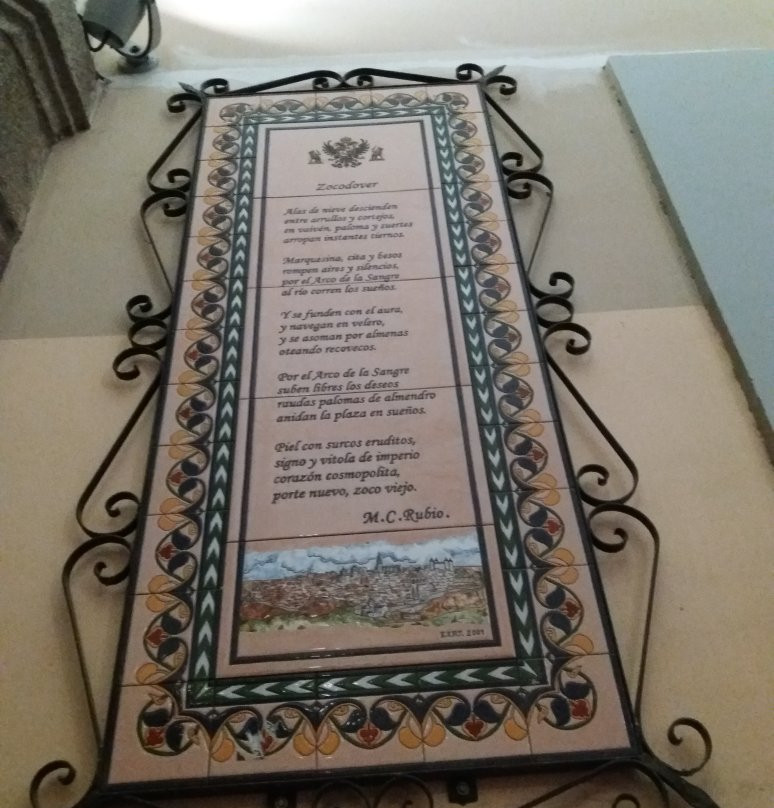 Zocodover
Alas de nieve descienden
entre arrullos y cortejos,
en vaivén, paloma y suertes
arropan instantes tiernos.
Marquesina, cita y besos
rompen aires y silencios,
por el Arco de la Sangre
al río corren los sueños.
Y se funden con el aura,
y navegan en velero,
y se asoman por almenas
oteando recovecos.
Por el Arco de la Sangre
suben libres los deseos
raudas palomas de almendro
anidan la plaza en sueños.
Piel con surcos eruditos,
signo y vitola de imperio
corazón cosmopolita,
porte nuevo, zoco viejo.
M.C.Rubio.
2001